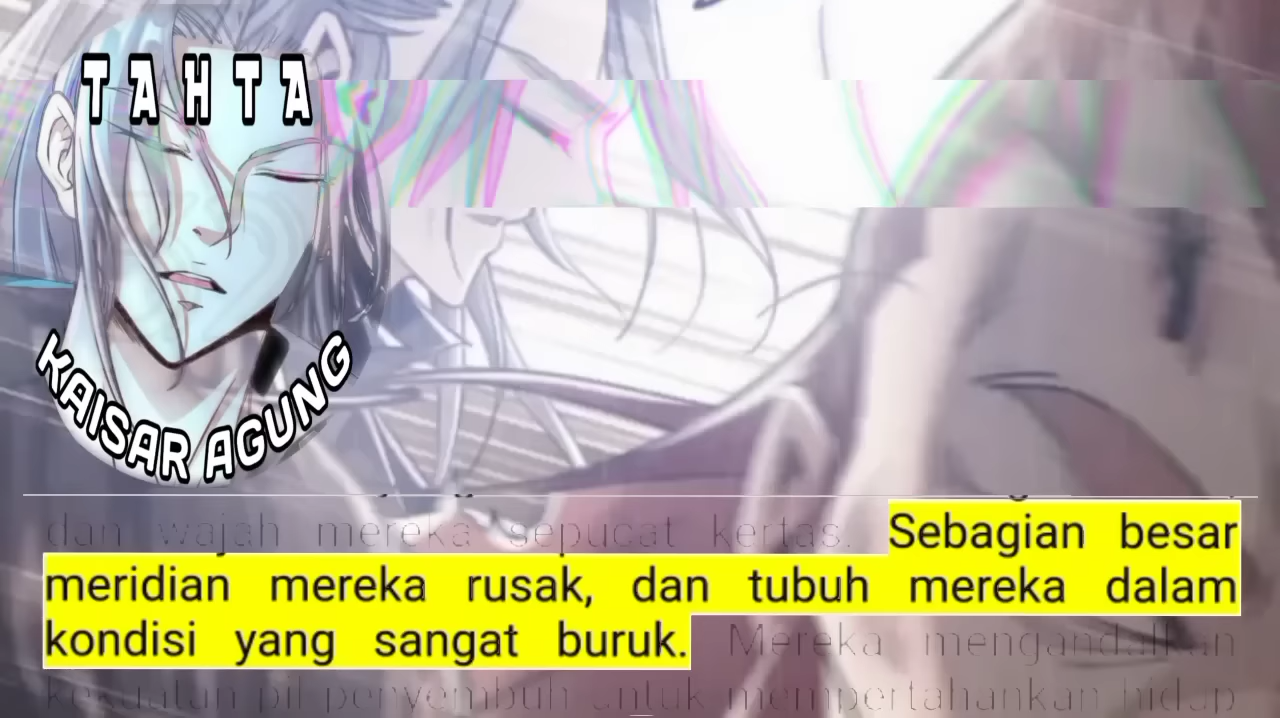 TAHTA
KAISAR AGUNG
dan wajah mereka sepucat kertas. Sebagian besar
meridian mereka rusak, dan tubuh mereka dalam
kondisi yang sangat buruk. Mereka mengandalkan
kekuatan pil penyembuh untuk mempertahankan hidup